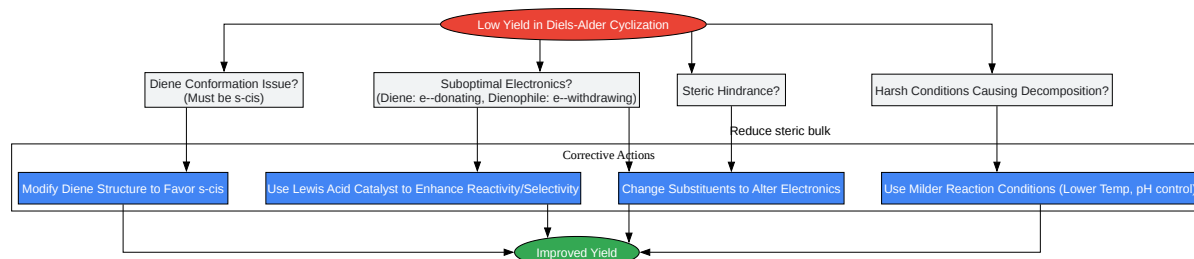 Low Yield in Diels-Alder Cyclization
Diene Conformation Issue?
(Must be s-cis)
Suboptimal Electronics?
(Diene: e--donating, Dienophile: e--withdrawing)
Steric Hindrance?
Harsh Conditions Causing Decomposition?
Reduce steric bulk
Corrective Actions
Modify Diene Structure to Favor s-cis
Use Lewis Acid Catalyst to Enhance Reactivity/Selectivity
Change Substituents to Alter Electronics
Use Milder Reaction Conditions (Lower Temp, pH control)
Improved Yield